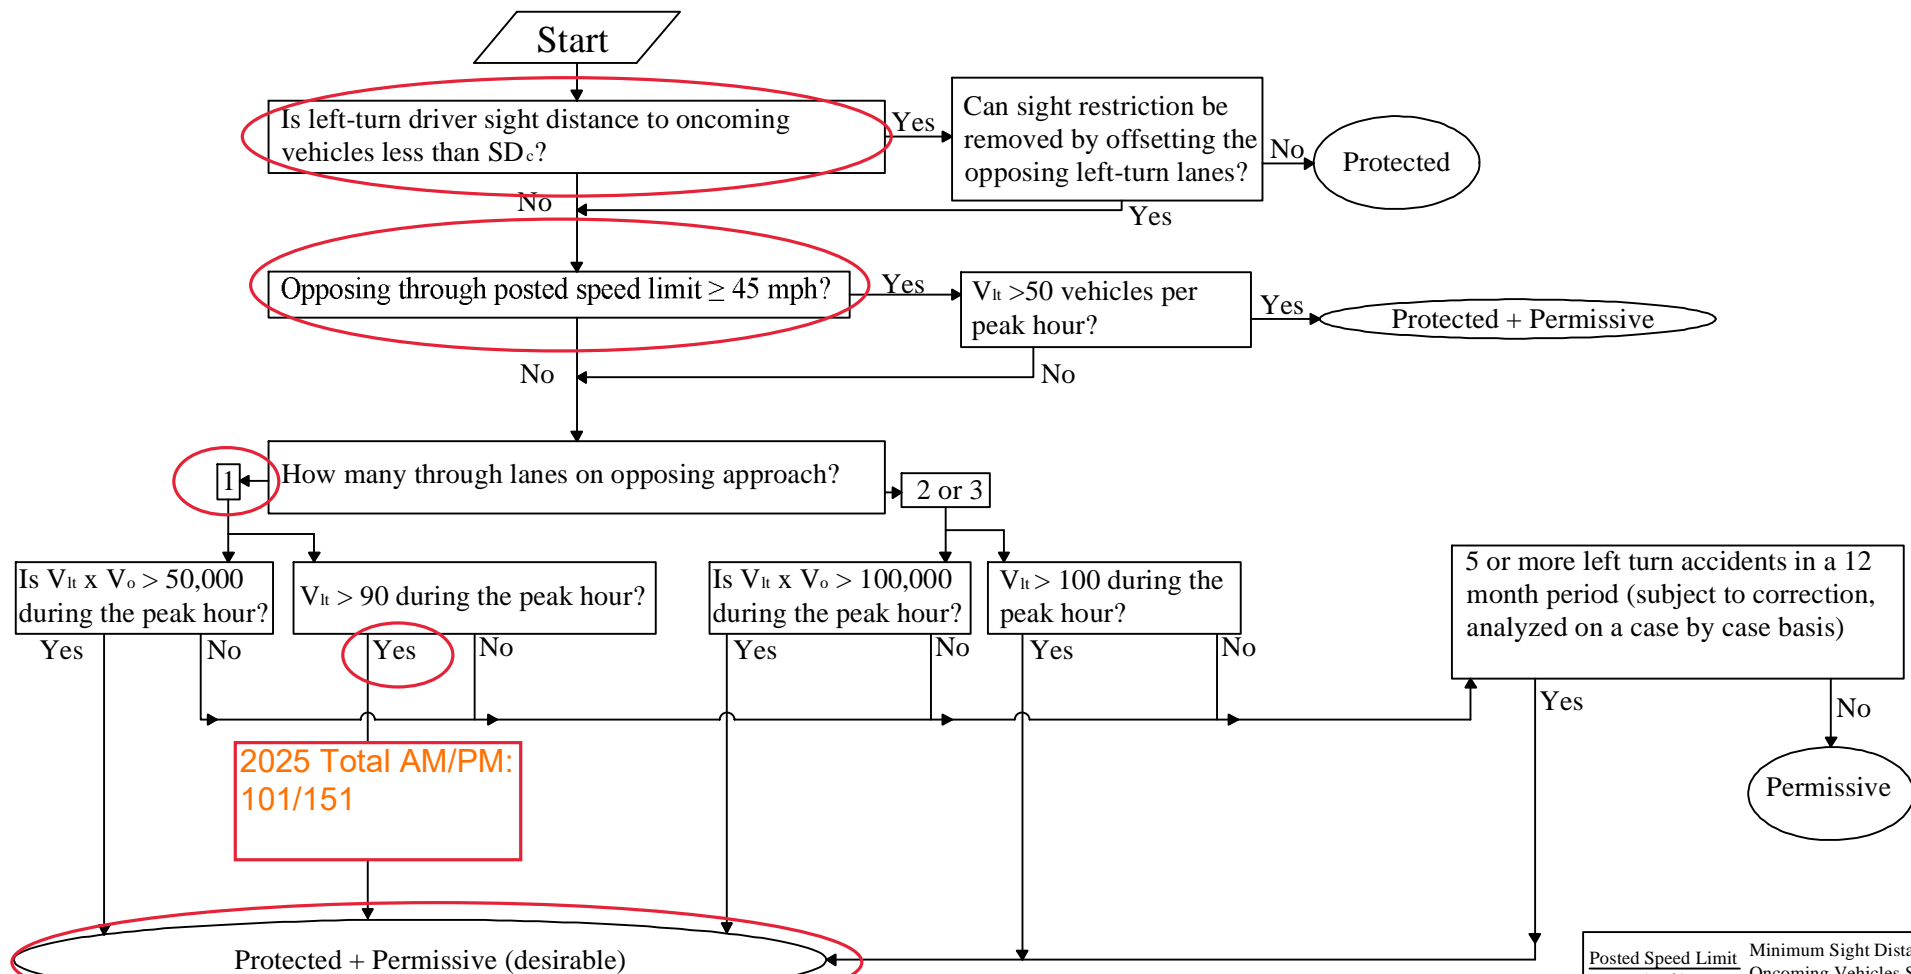 Start
Is left-turn driver sight distance to oncoming
vehicles less than SDc?
Yes
Can sight restriction be
removed by offsetting the
opposing left-turn lanes?
No
Protected
No
Yes
Opposing through posted speed limit ≥ 45 mph?
Yes
Vlt >50 vehicles per
peak hour?
Yes
Protected + Permissive
No
No
How many through lanes on opposing approach?
1
2 or 3
Is Vlt x Vo > 50,000
during the peak hour?
Vlt > 90 during the peak hour?
Is Vlt x Vo > 100,000
during the peak hour?
Vlt > 100 during the
peak hour?
5 or more left turn accidents in a 12
month period (subject to correction,
analyzed on a case by case basis)
Yes
No
Yes
No
Yes
No
Yes
No
Yes
No
2025 Total AM/PM:
101/151
Permissive
Protected + Permissive (desirable)
Posted Speed Limit
Minimum Sight
Oncoming Vehicles